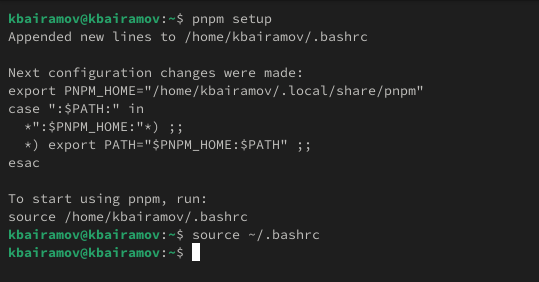 kbairamov@kbairamov:~$ pnpm setup
Appended new lines to /home/kbairamov/.bashrc

Next configuration changes were made:
export PNPM_HOME="/home/kbairamov/.local/share/pnpm"
case ":$PATH:" in
  *":$PNPM_HOME:"*) ;;
  *) export PATH="$PNPM_HOME:$PATH" ;;
esac

To start using pnpm, run:
source /home/kbairamov/.bashrc
kbairamov@kbairamov:~$ source ~/.bashrc
kbairamov@kbairamov:~$